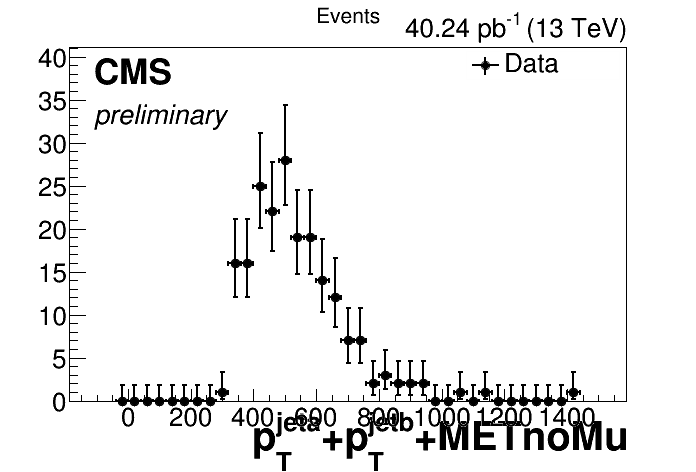 Events
40.24 pb-1 (13 TeV)
40
CMS
Data
35
preliminary
30
25
20
15
10
5
0
0 200 400 600 800 1000 1200 1400
pTjeta+pTjetb+METnoMu